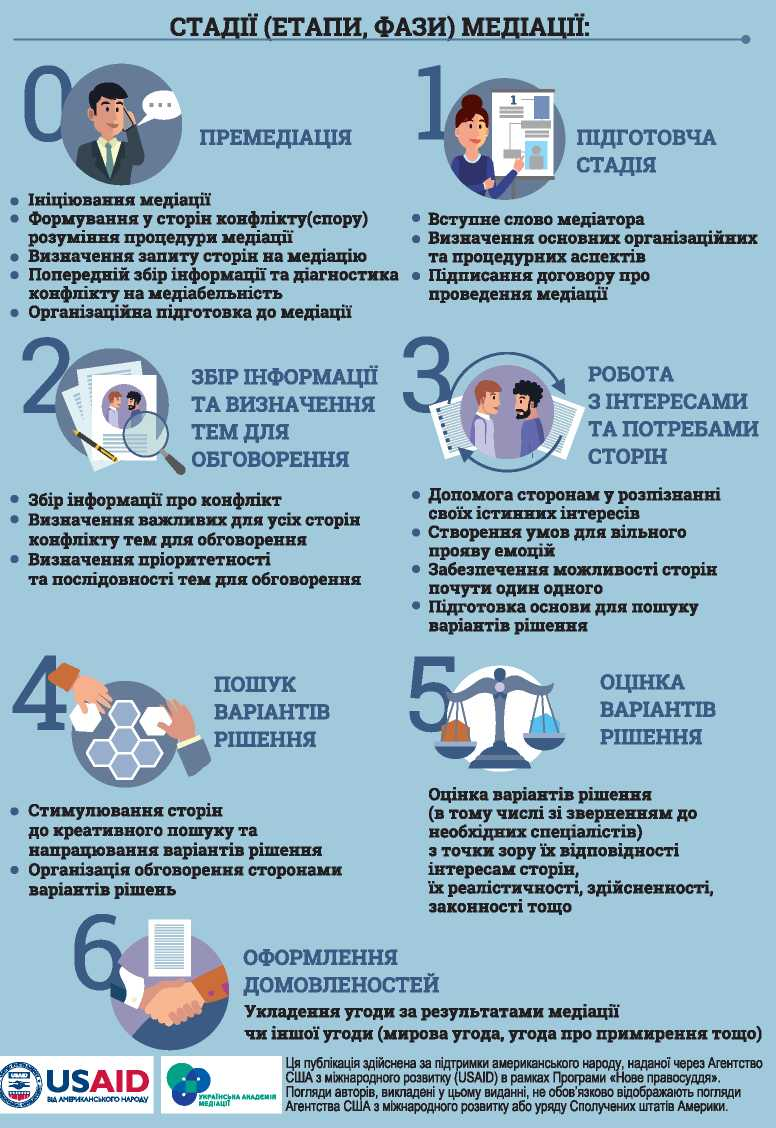 СТАДІЇ (ЕТАПИ, ФАЗИ) МЕДІАЦІЇ:
0
ПРЕМЕДІАЦІЯ
Ініціювання медіації
Формування у сторін конфлікту(спору)
розуміння процедури медіації
Визначення запиту сторін на медіацію
Попередній збір інформації та діагностика
конфлікту на медіабельність
Організаційна підготовка до медіації
1
1
ПІДГОТОВЧА
СТАДІЯ
Вступне слово медіатора
Визначення основних організаційних
та процедурних аспектів
Підписання договору про
проведення медіації
2
ЗБІР ІНФОРМАЦІЇ
ТА ВИЗНАЧЕННЯ
ТЕМ ДЛЯ
ОБГОВОРЕННЯ
Збір інформації про конфлікт
Визначення важливих для усіх сторін
конфлікту тем для обговорення
Визначення пріоритетності
та послідовності тем для обговорення
3
РОБОТА
З ІНТЕРЕСАМИ
ТА ПОТРЕБАМИ
СТОРІН
Допомога сторонам у розпізнанні
своїх істинних інтересів
Створення умов для вільного
прояву емоцій
Забезпечення можливості сторін
почути один одного
Підготовка основи для пошуку
варіантів рішення
4
ПОШУК
ВАРІАНТІВ
РІШЕННЯ
Стимулювання сторін
до креативного пошуку та
напрацювання варіантів рішення
Організація обговорення сторонами
варіантів рішень
5
ОЦІНКА
ВАРІАНТІВ
РІШЕННЯ
Оцінка варіантів рішення
(в тому числі зі зверненням до
необхідних спеціалістів)
з точки зору їх відповідності
інтересам сторін,
їх реалістичності, здійсненності,
законності тощо
6
ОФОРМЛЕННЯ
ДОМОВЛЕНОСТЕЙ
Укладення угоди за результатами медіації
чи іншої угоди (мирова угода, угода про примирення тощо)
USAID
ВІД АМЕРИКАНСЬКОГО НАРОДУ
УКРАЇНСЬКА АКАДЕМІЯ
МЕДІАЦІЇ
Ця публікація здійснена за підтримки американського народу, наданої через Агентство
США з міжнародного розвитку (USAID) в рамках Програми «Нове правосуддя».
Погляди авторів, викладені у цьому виданні, не обов'язково відображають погляди
Агентства США з міжнародного розвитку або уряду Сполучених штатів Америки.